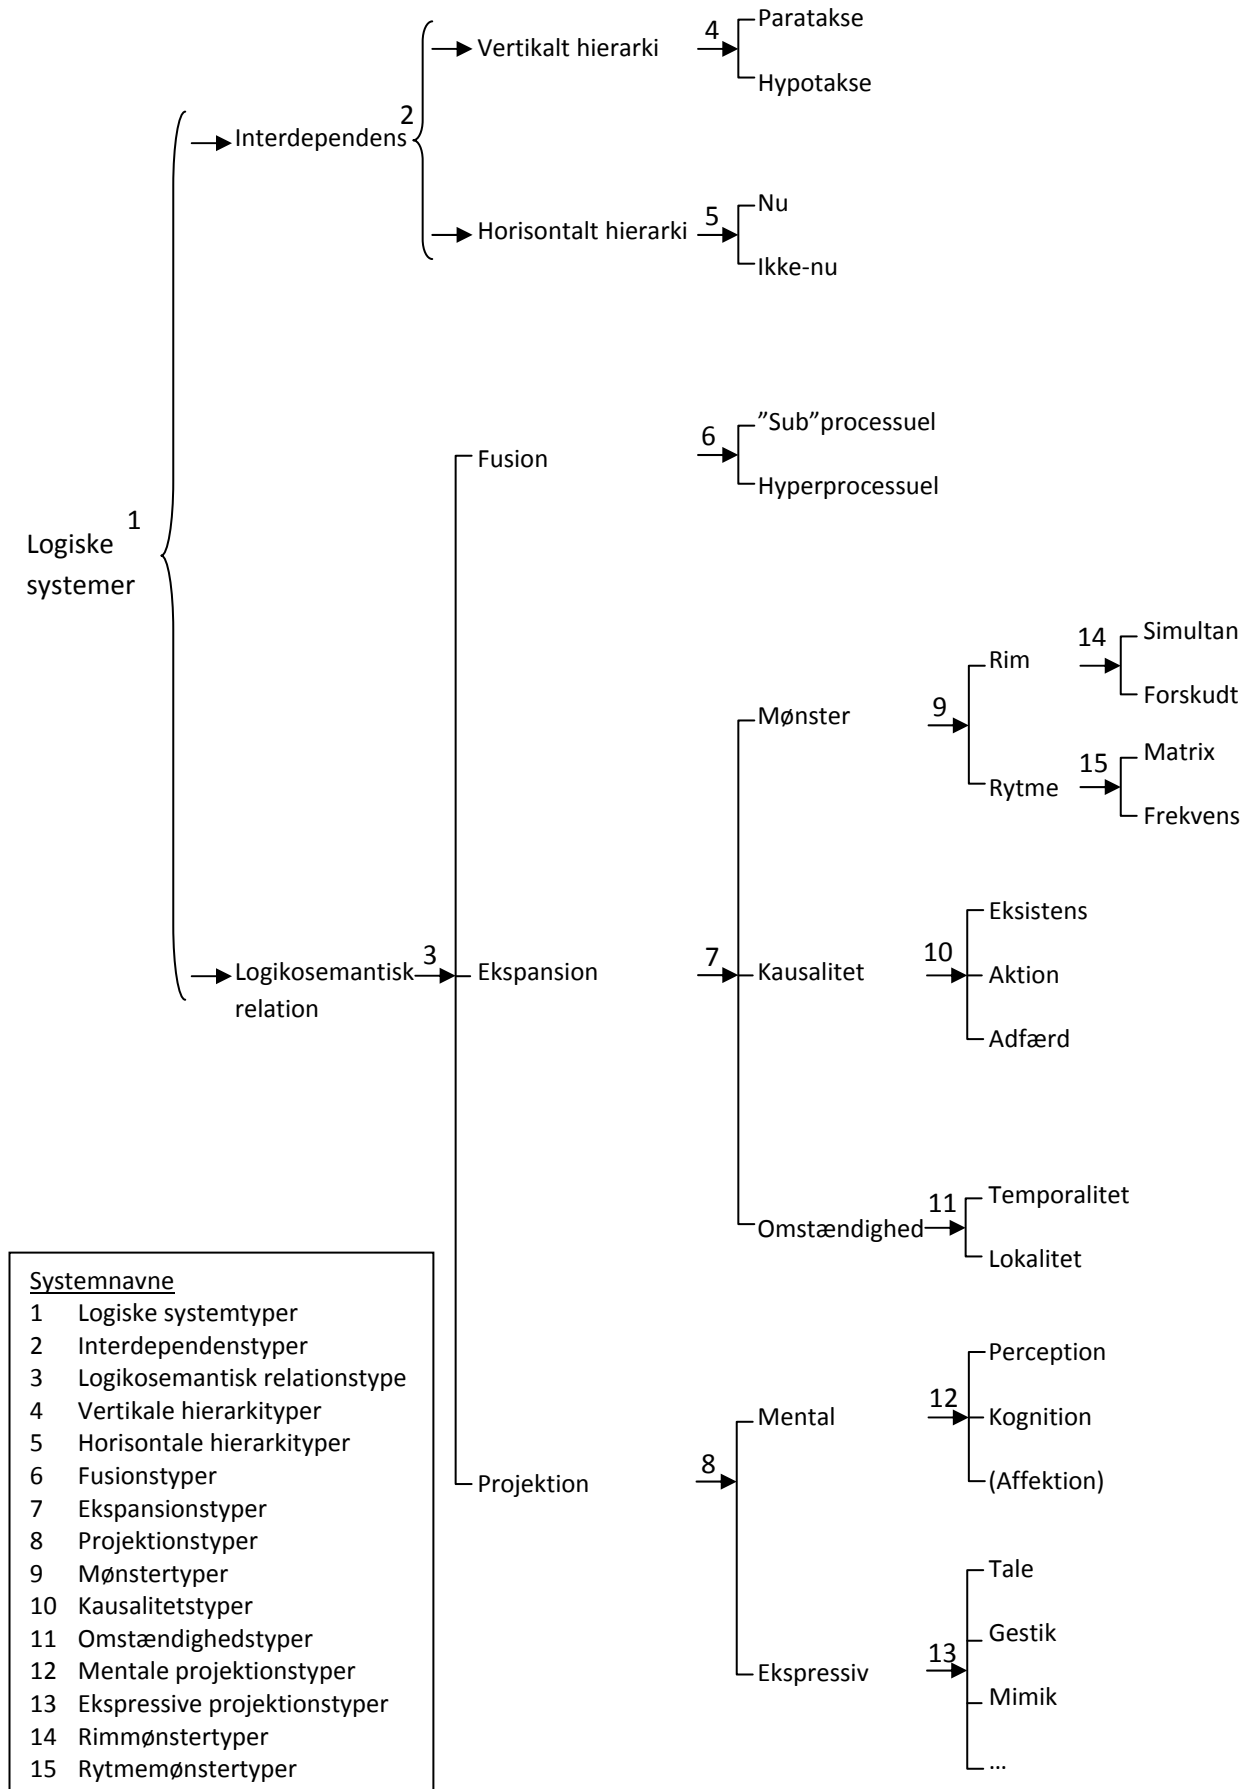 Paratakse
Vertikalt hierarki
4
Hypotakse
2
Interdependens
Nu
5
Horisontalt hierarki
Ikke-nu
”Sub”processuel
6
Fusion
Hyperprocessuel
1
Logiske
systemer
Simultan
14
Rim
Forskudt
Mønster
9
Matrix
15
Rytme
Frekvens
Eksistens
3
Logikosemantisk
relation
Ekspansion
7
Kausalitet
10
Aktion
Adfærd
Temporalitet
11
Omstændighed
Lokalitet
Perception
12
Mental
Kognition
8
Projektion
(Affektion)
Tale
Gestik
13
Ekspressiv
Mimik
...
Systemnavne
1 Logiske systemtyper
2 Interdependenstyper
3 Logikosemantisk relationstype
4 Vertikale hierarkityper
5 Horisontale hierarkityper
6 Fusionstyper
7 Ekspansionstyper
8 Projektionstyper
9 Mønstertyper
10 Kausalitetstyper
11 Omstændighedstyper
12 Mentale projektionstyper
13 Ekspressive projektionstyper
14 Rimmønstertyper
15 Rytmemønstertyper